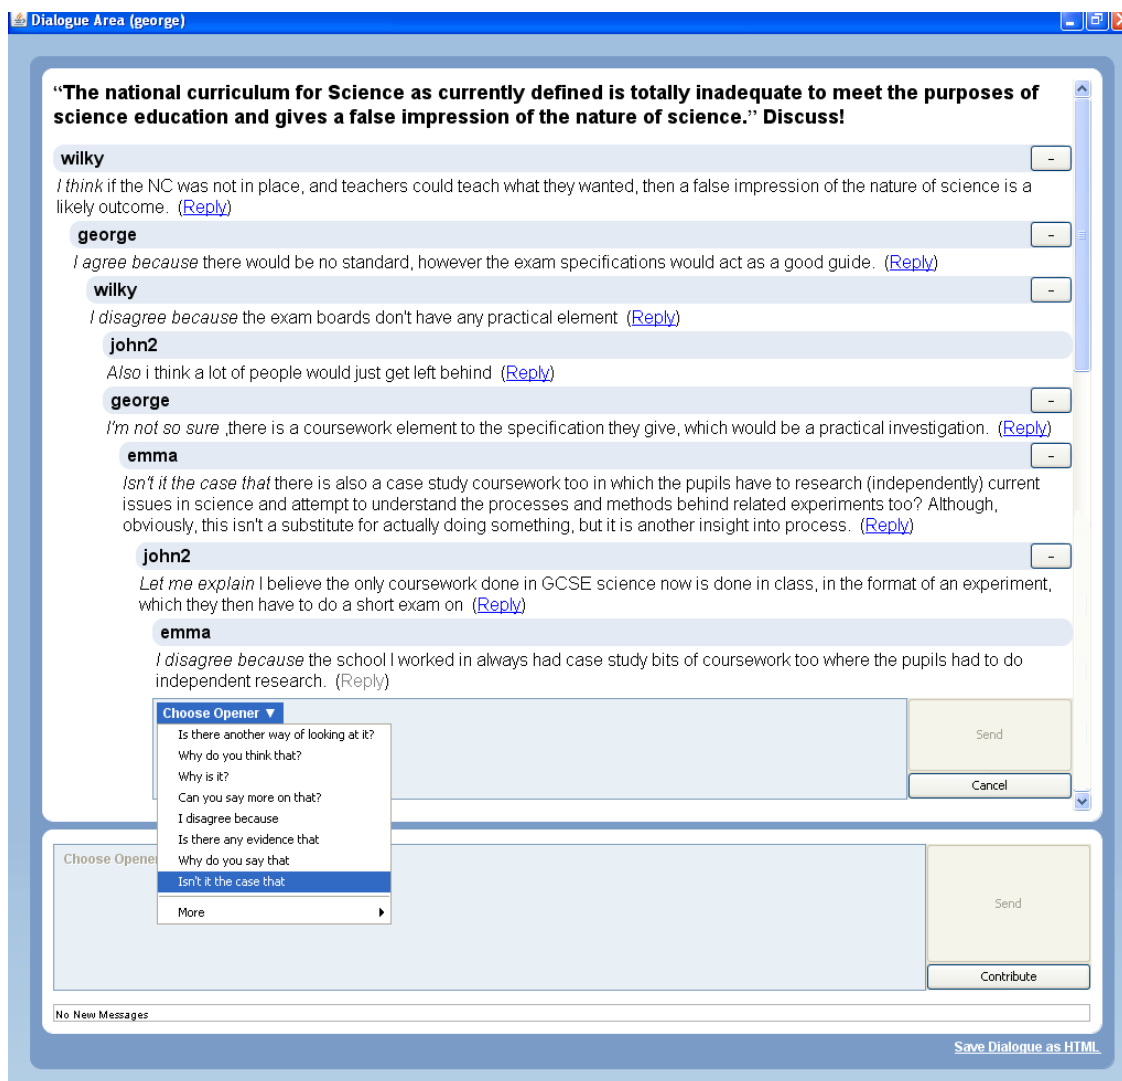 Dialogue Area (george)
“The national curriculum for Science as currently defined is totally inadequate to meet the purposes of
science education and gives a false impression of the nature of science.” Discuss!
wilky
-
I think if the NC was not in place, and teachers could teach what they wanted, then a false impression of the nature of science is a
likely outcome. (Reply)
george
-
I agree because there would be no standard, however the exam specifications would act as a good guide. (Reply)
wilky
-
I disagree because the exam boards don't have any practical element (Reply)
john2
Also i think a lot of people would just get left behind (Reply)
george
-
I'm not so sure ,there is a coursework element to the specification they give, which would be a practical investigation. (Reply)
emma
-
Isn't it the case that there is also a case study coursework too in which the pupils have to research (independently) current
issues in science and attempt to understand the processes and methods behind related experiments too? Although,
obviously, this isn't a substitute for actually doing something, but it is another insight into process. (Reply)
john2
-
Let me explain I believe the only coursework done in GCSE science now is done in class, in the format of an experiment,
which they then have to do a short exam on (Reply)
emma
I disagree because the school I worked in always had case study bits of coursework too where the pupils had to do
independent research. (Reply)
Choose Opener ▼
Is there another way of looking at it?
Why do you think that?
Why is it?
Can you say more on that?
I disagree because
Is there any evidence that
Why do you say that
Isn't it the case that
More
Send
Cancel
Choose Opene
Send
Contribute
No New Messages
Save Dialogue as HTML